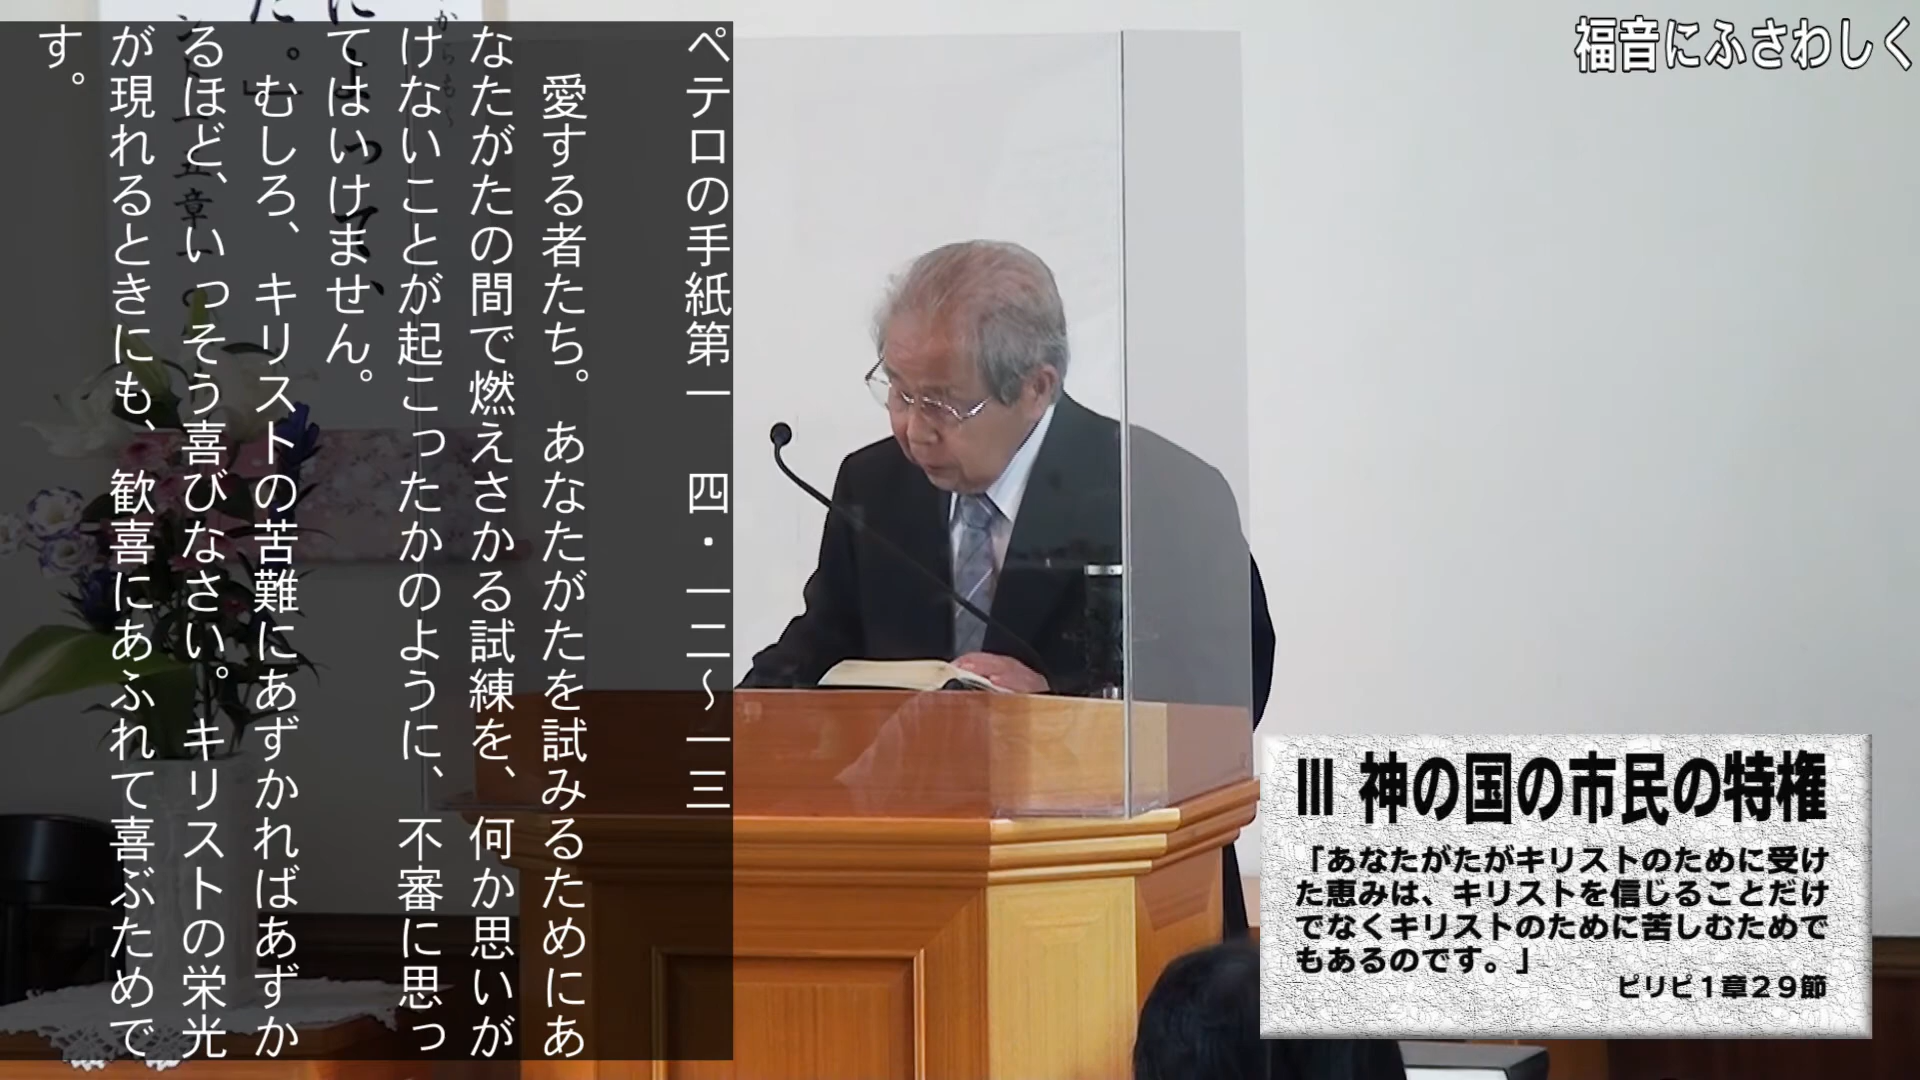 福音にふさわしく
ペテロの手紙第一　四・一二〜一三
愛する者たち。あなたがたを試みるためにあ
なたがたの間で燃えさかる試練を、何か思いが
けないことが起こったかのように、不審に思っ
てはいけません。
むしろ、キリストの苦難にあずかればあずか
るほど、いっそう喜びなさい。キリストの栄光
が現れるときにも、歓喜にあふれて喜ぶためで
す。
Ⅲ 神の国の市民の特権
「あなたがたがキリストのために受け
た恵みは、キリストを信じることだけ
でなくキリストのために苦しむためで
もあるのです。」
ピリピ１章２９節